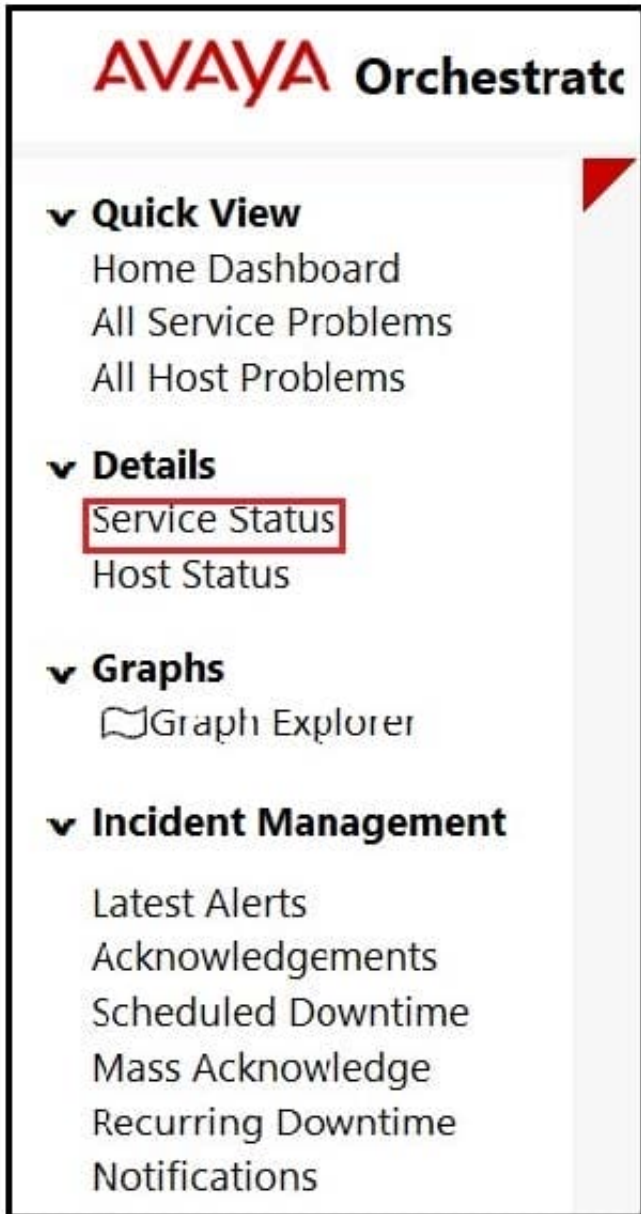 AVAYA Orchestratc
Quick View
Home Dashboard
All Service Problems
All Host Problems
Details
Service Status
Host Status
Graphs
Graph Explorer
Incident Management
Latest Alerts
Acknowledgements
Scheduled Downtime
Mass Acknowledge
Recurring Downtime
Notifications